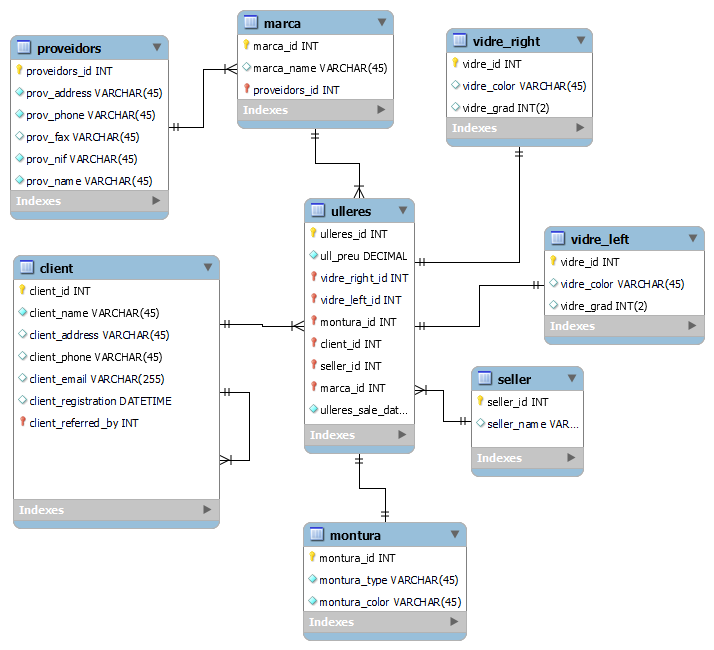 proveidors
proveidors_id INT
prov_address VARCHAR(45)
prov_phone VARCHAR(45)
prov_fax VARCHAR(45)
prov_nif VARCHAR(45)
prov_name VARCHAR(45)
Indexes
marca
marca_id INT
marca_name VARCHAR(45)
proveidors_id INT
Indexes
vidre_right
vidre_id INT
vidre_color VARCHAR(45)
vidre_grad INT(2)
Indexes
ulleres
ulleres_id INT
ull_preu DECIMAL
vidre_right_id INT
vidre_left_id INT
montura_id INT
client_id INT
seller_id INT
marca_id INT
ulleres_sale_dat...
Indexes
vidre_left
vidre_id INT
vidre_color VARCHAR(45)
vidre_grad INT(2)
Indexes
client
client_id INT
client_name VARCHAR(45)
client_address VARCHAR(45)
client_phone VARCHAR(45)
client_email VARCHAR(255)
client_registration DATETIME
client_referred_by INT
Indexes
seller
seller_id INT
seller_name VAR...
Indexes
montura
montura_id INT
montura_type VARCHAR(45)
montura_color VARCHAR(45)
Indexes